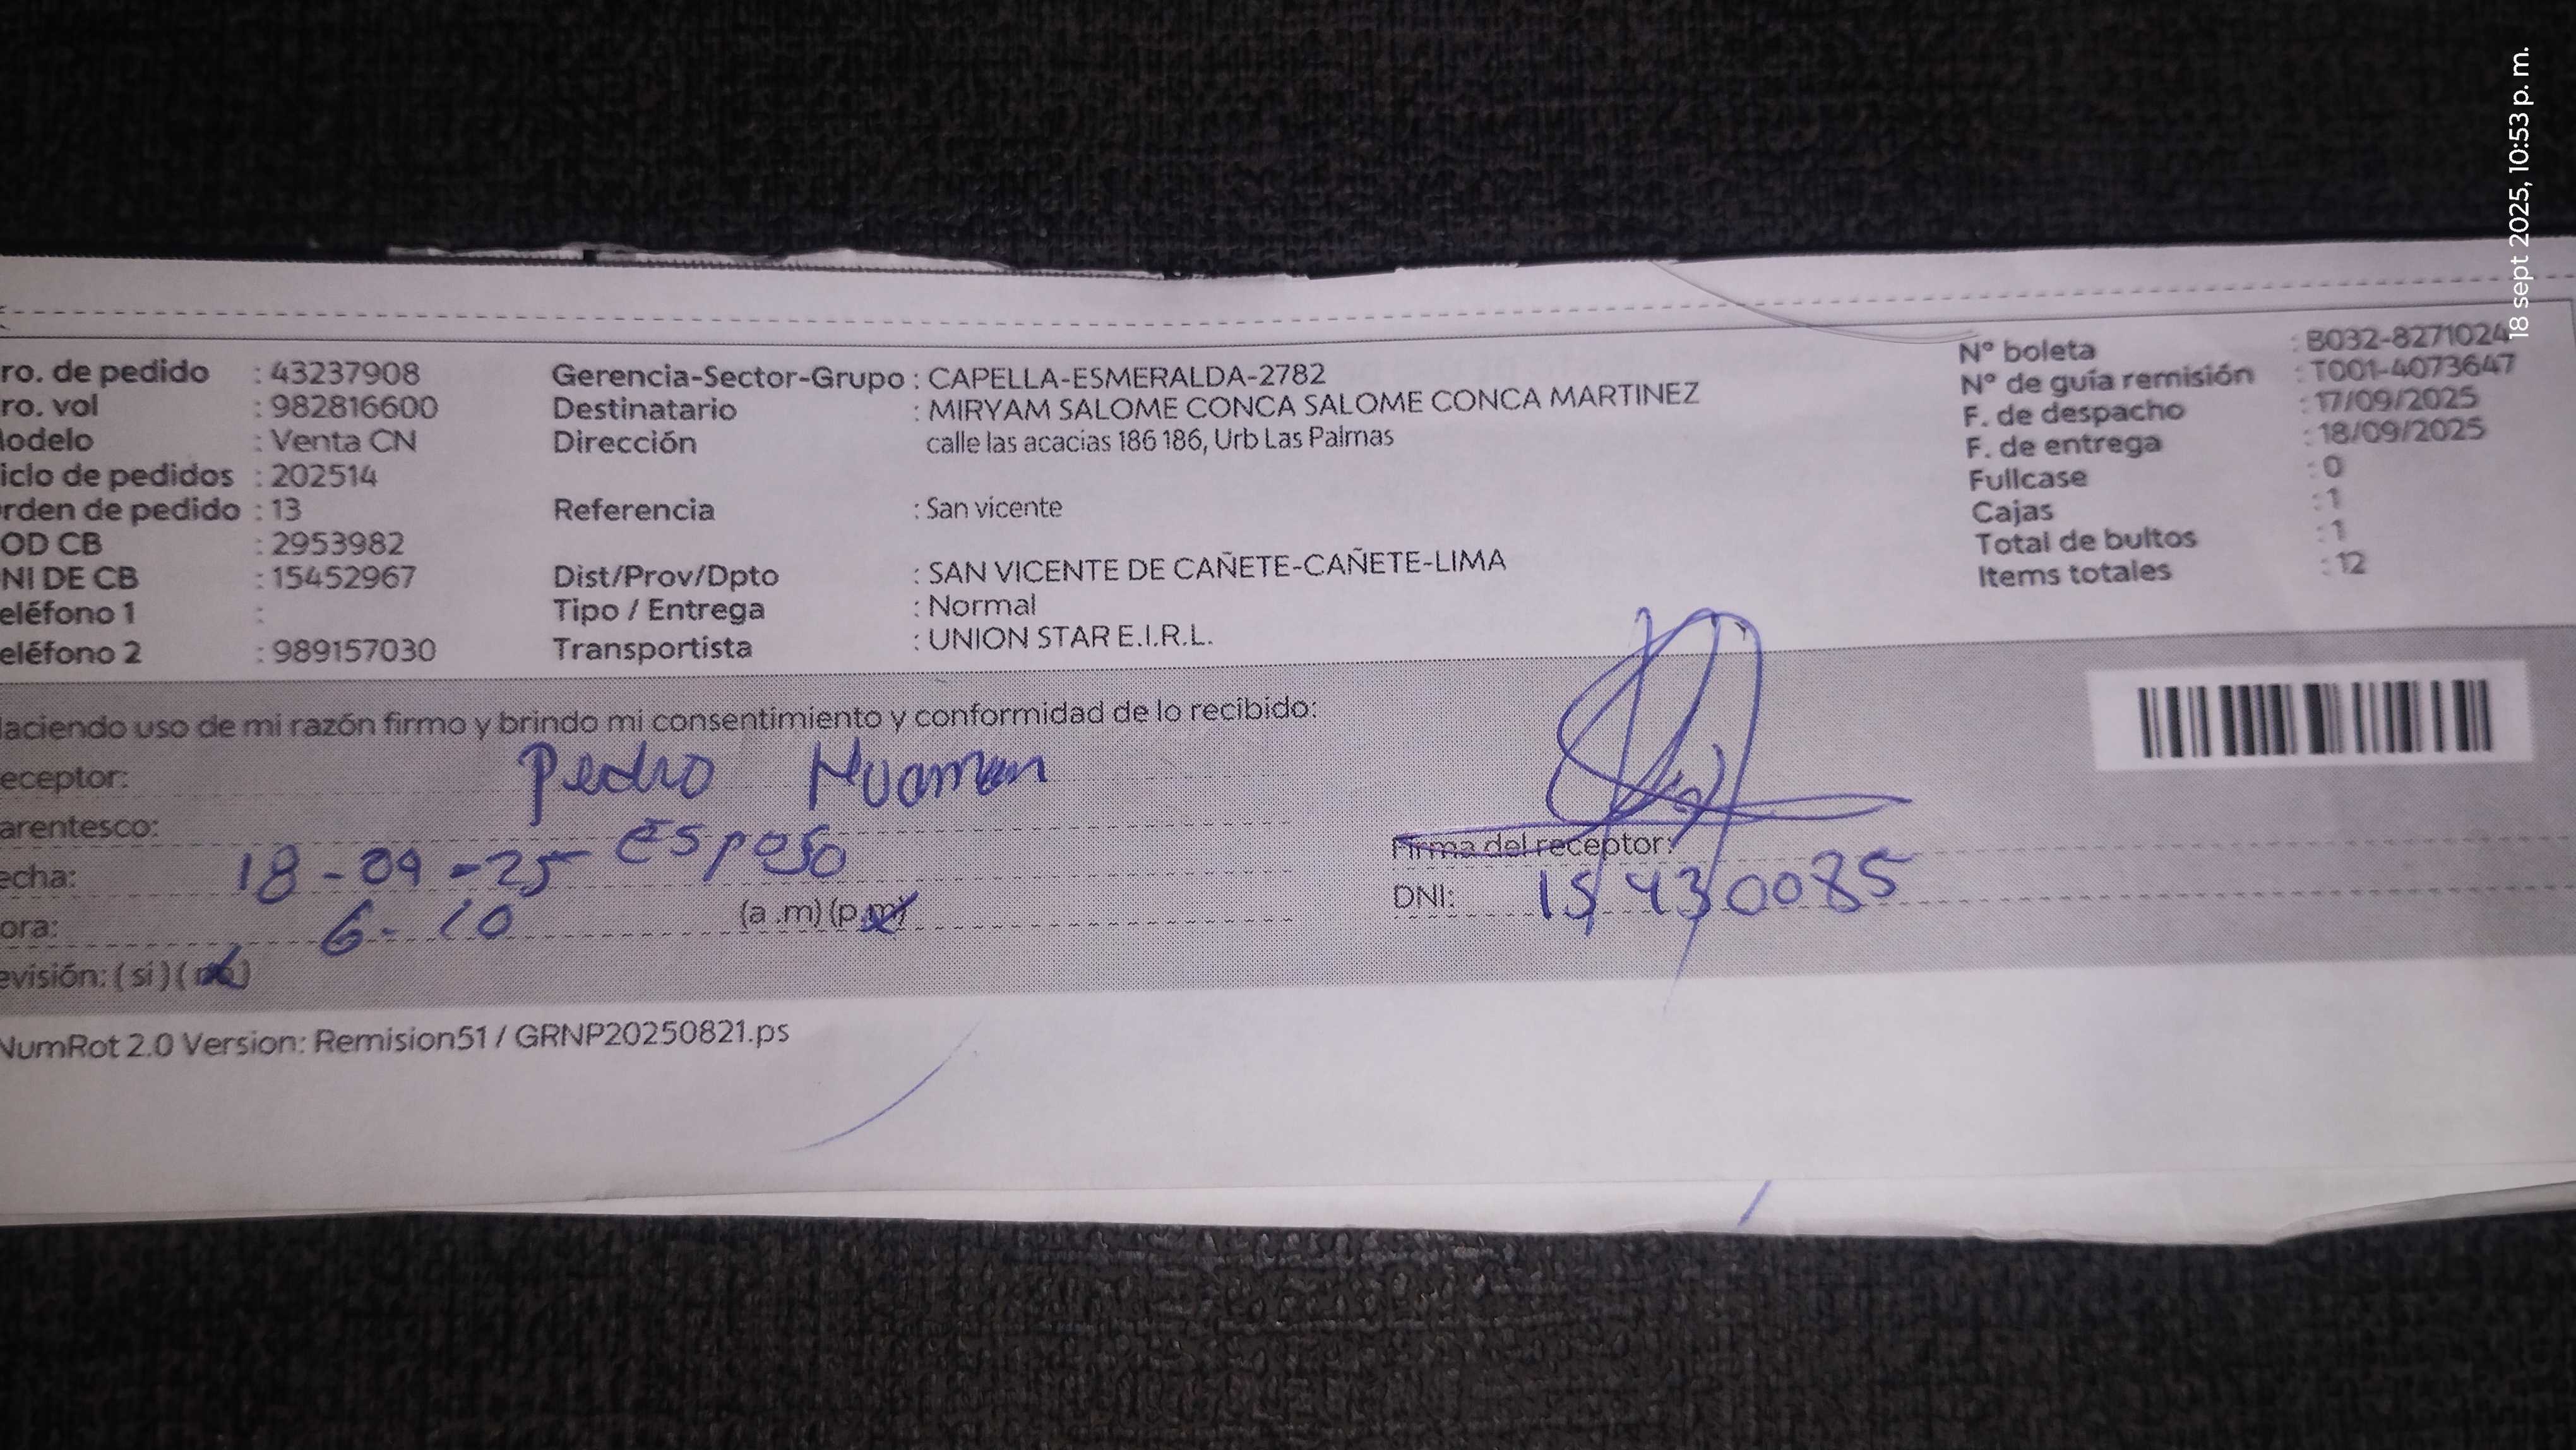 ro. de pedido : 43237908
ro. vol : 982816600
odelo : Venta CN
iclo de pedidos : 202514
rden de pedido : 13
OD CB : 2953982
NI DE CB : 15452967
eléfono 1 :
eléfono 2 : 989157030
Gerencia-Sector-Grupo : CAPELLA-ESMERALDA-2782
Destinatario : MIRYAM SALOME CONCA SALOME CONCA MARTINEZ
Dirección calle las acacias 186 186, Urb Las Palmas
Referencia : San vicente
Dist/Prov/Dpto : SAN VICENTE DE CAÑETE-CAÑETE-LIMA
Tipo / Entrega : Normal
Transportista : UNION STAR E.I.R.L.
N° boleta : B032-8271024
N° de guía remisión : T001-4073647
F. de despacho : 17/09/2025
F. de entrega : 18/09/2025
Fullcase : 0
Cajas : 1
Total de bultos : 1
Items totales : 12
aciendo uso de mi razón firmo y brindo mi consentimiento y conformidad de lo recibido:
eceptor: Pedro Huaman
arentesco: esposo
echa: 18-09-25
ora: 6-10 (a .m) (p.m)
evisión: ( si ) ( no )
Firma del receptor:
DNI: 15430085
NumRot 2.0 Version: Remision51 / GRNP20250821.ps
18 sept 2025, 10:53 p. m.